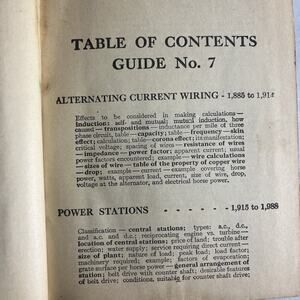 TABLE OF CONTENTS
GUIDE No. 7
ALTERNATING CURRENT WIRING - 1,885 to 1,914
Effects to be considered in making calculations—
induction: self- and mutual; mutual induction, how
caused—transpositions—inductance per mile of three
phase circuits, table—capacity; table—frequency—skin
effect; calculation; table—corona effect; its manifestation;
critical voltage; spacing of wires—resistance of wires
—impedance—power factor; apparent current; usual
power factors encountered; example—wire calculations
—sizes of wire—table of the property of copper wire
—drop; example—current—example covering horse
power, watts, apparent load, current, size of wire, drop,
voltage at the alternator, and electrical horse power.
POWER STATIONS - - - - - - 1,915 to 1,988
Classification—central stations; types: a.c., d.c.,
and a.c. and d.c.; reciprocating engine vs. turbine—
location of central stations; price of land; trouble after
erection; water supply; service requiring direct current—
size of plant; nature of load; peak load; load factor;
machinery required; example; factors of evaporation;
grate surface per horse power—general arrangement of
station; belt drive with counter shaft; desirable features
of belt drive; conditions, suitable for counter shaft drive;